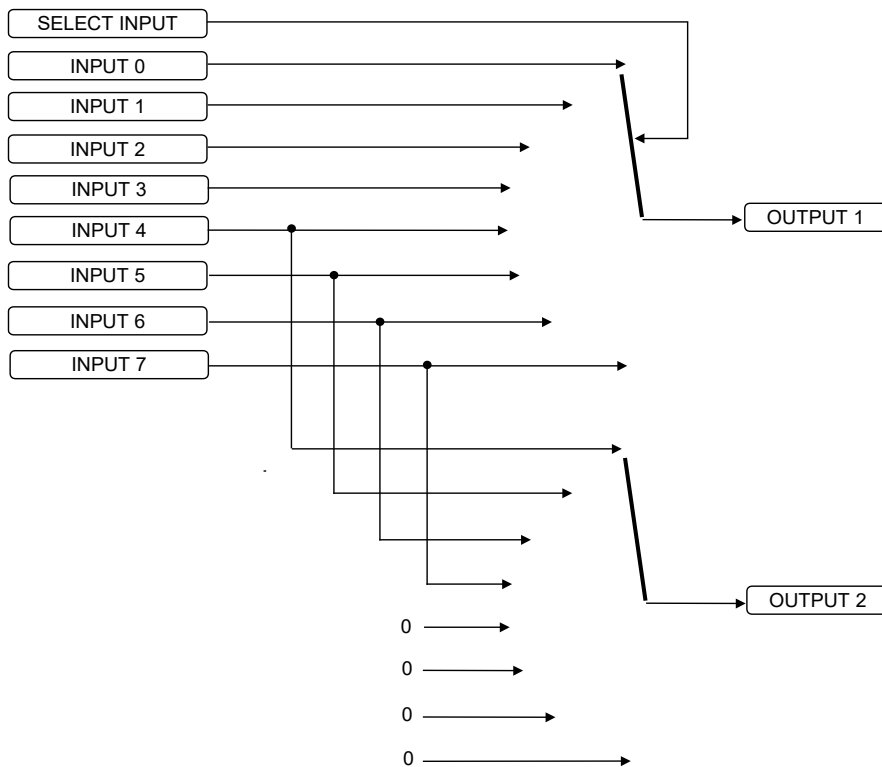 SELECT INPUT
INPUT 0
INPUT 1
INPUT 2
INPUT 3
INPUT 4
OUTPUT 1
INPUT 5
INPUT 6
INPUT 7
OUTPUT 2
0
0
0
0